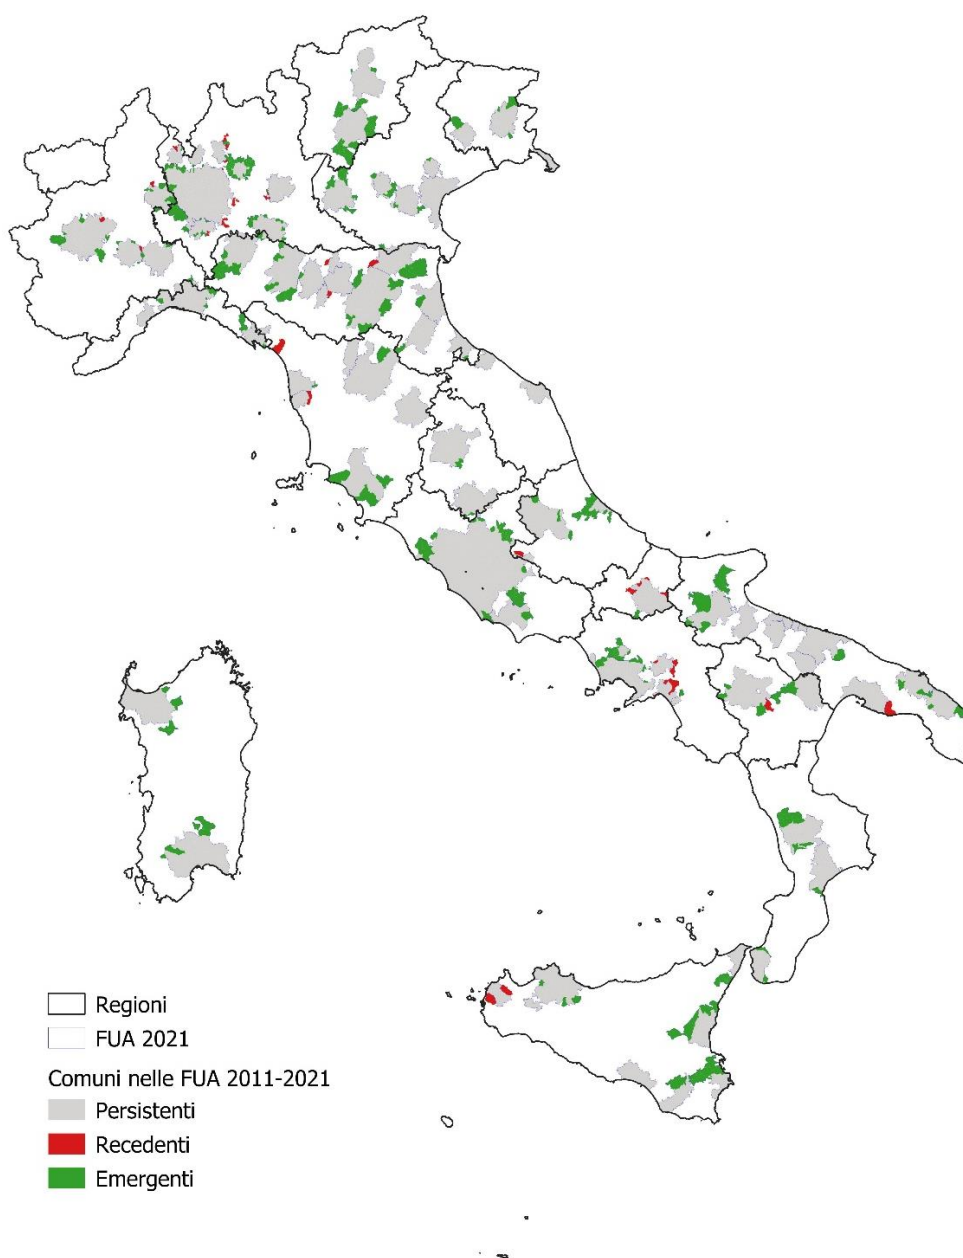 Regioni
FUA 2021
Comuni nelle FUA 2011-2021
Persistenti
Recedenti
Emergenti